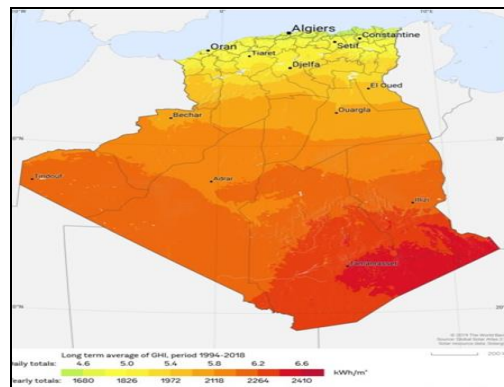 Algiers
Constantine
Oran
Tiaret
Setif
Djelfa
El Oued
Ouargla
Bechar
Tindouf
Adrar
Illizi
Tamanrasset
Long term average of GHI, period 1994-2018
Daily totals: 4.6 5.0 5.4 5.8 6.2 6.6
kWh/m²
Yearly totals: 1680 1826 1972 2118 2264 2410